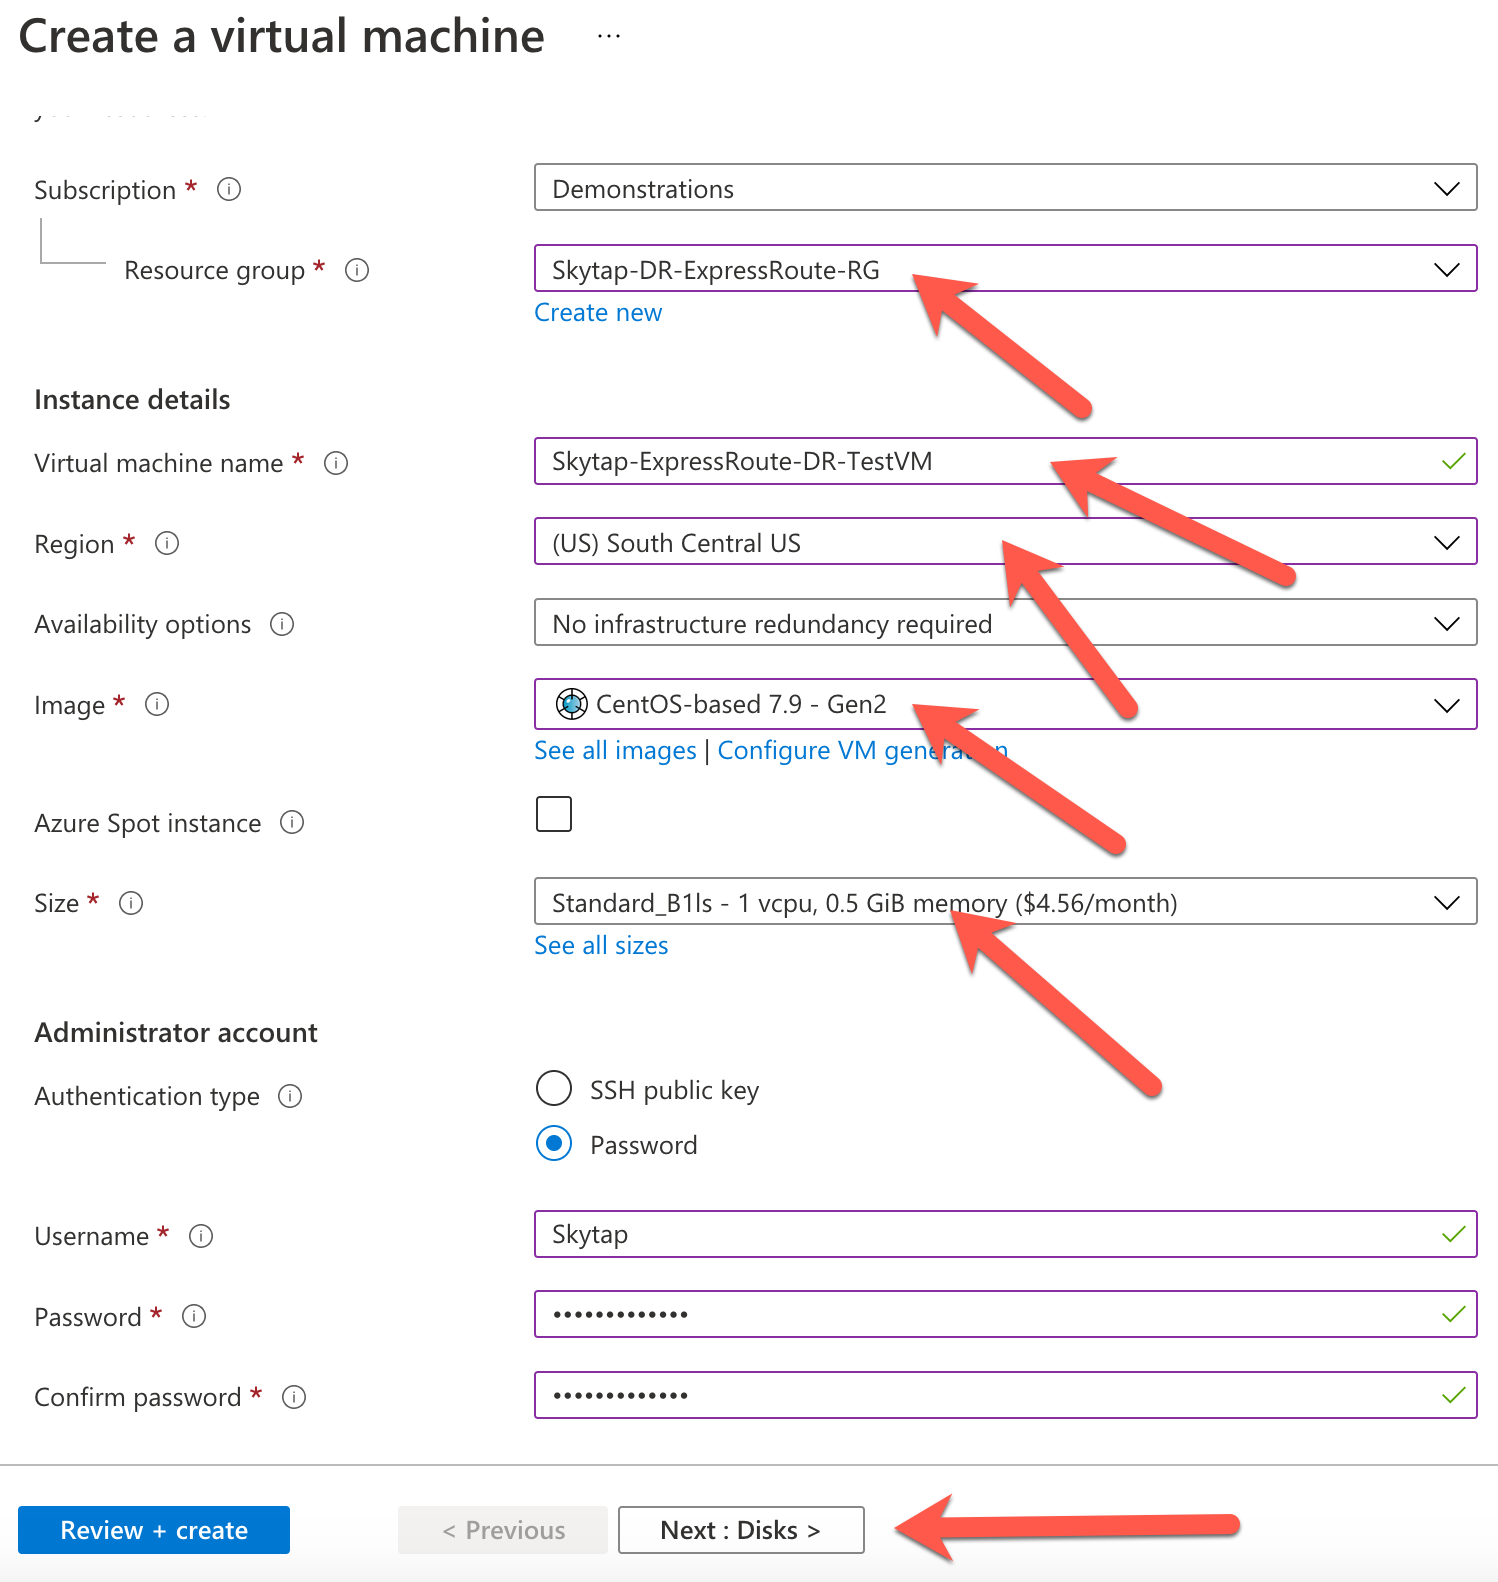 Create a virtual machine ...
Subscription * Demonstrations
Resource group * Skytap-DR-ExpressRoute-RG
Create new
Instance details
Virtual machine name * Skytap-ExpressRoute-DR-TestVM
Region * (US) South Central US
Availability options No infrastructure redundancy required
Image * CentOS-based 7.9 - Gen2
See all images | Configure VM generation
Azure Spot instance
Size * Standard_B1ls - 1 vcpu, 0.5 GiB memory ($4.56/month)
See all sizes
Administrator account
Authentication type SSH public key
Password
Username * Skytap
Password * •••••••••••••
Confirm password * •••••••••••••
Review + create < Previous Next : Disks >